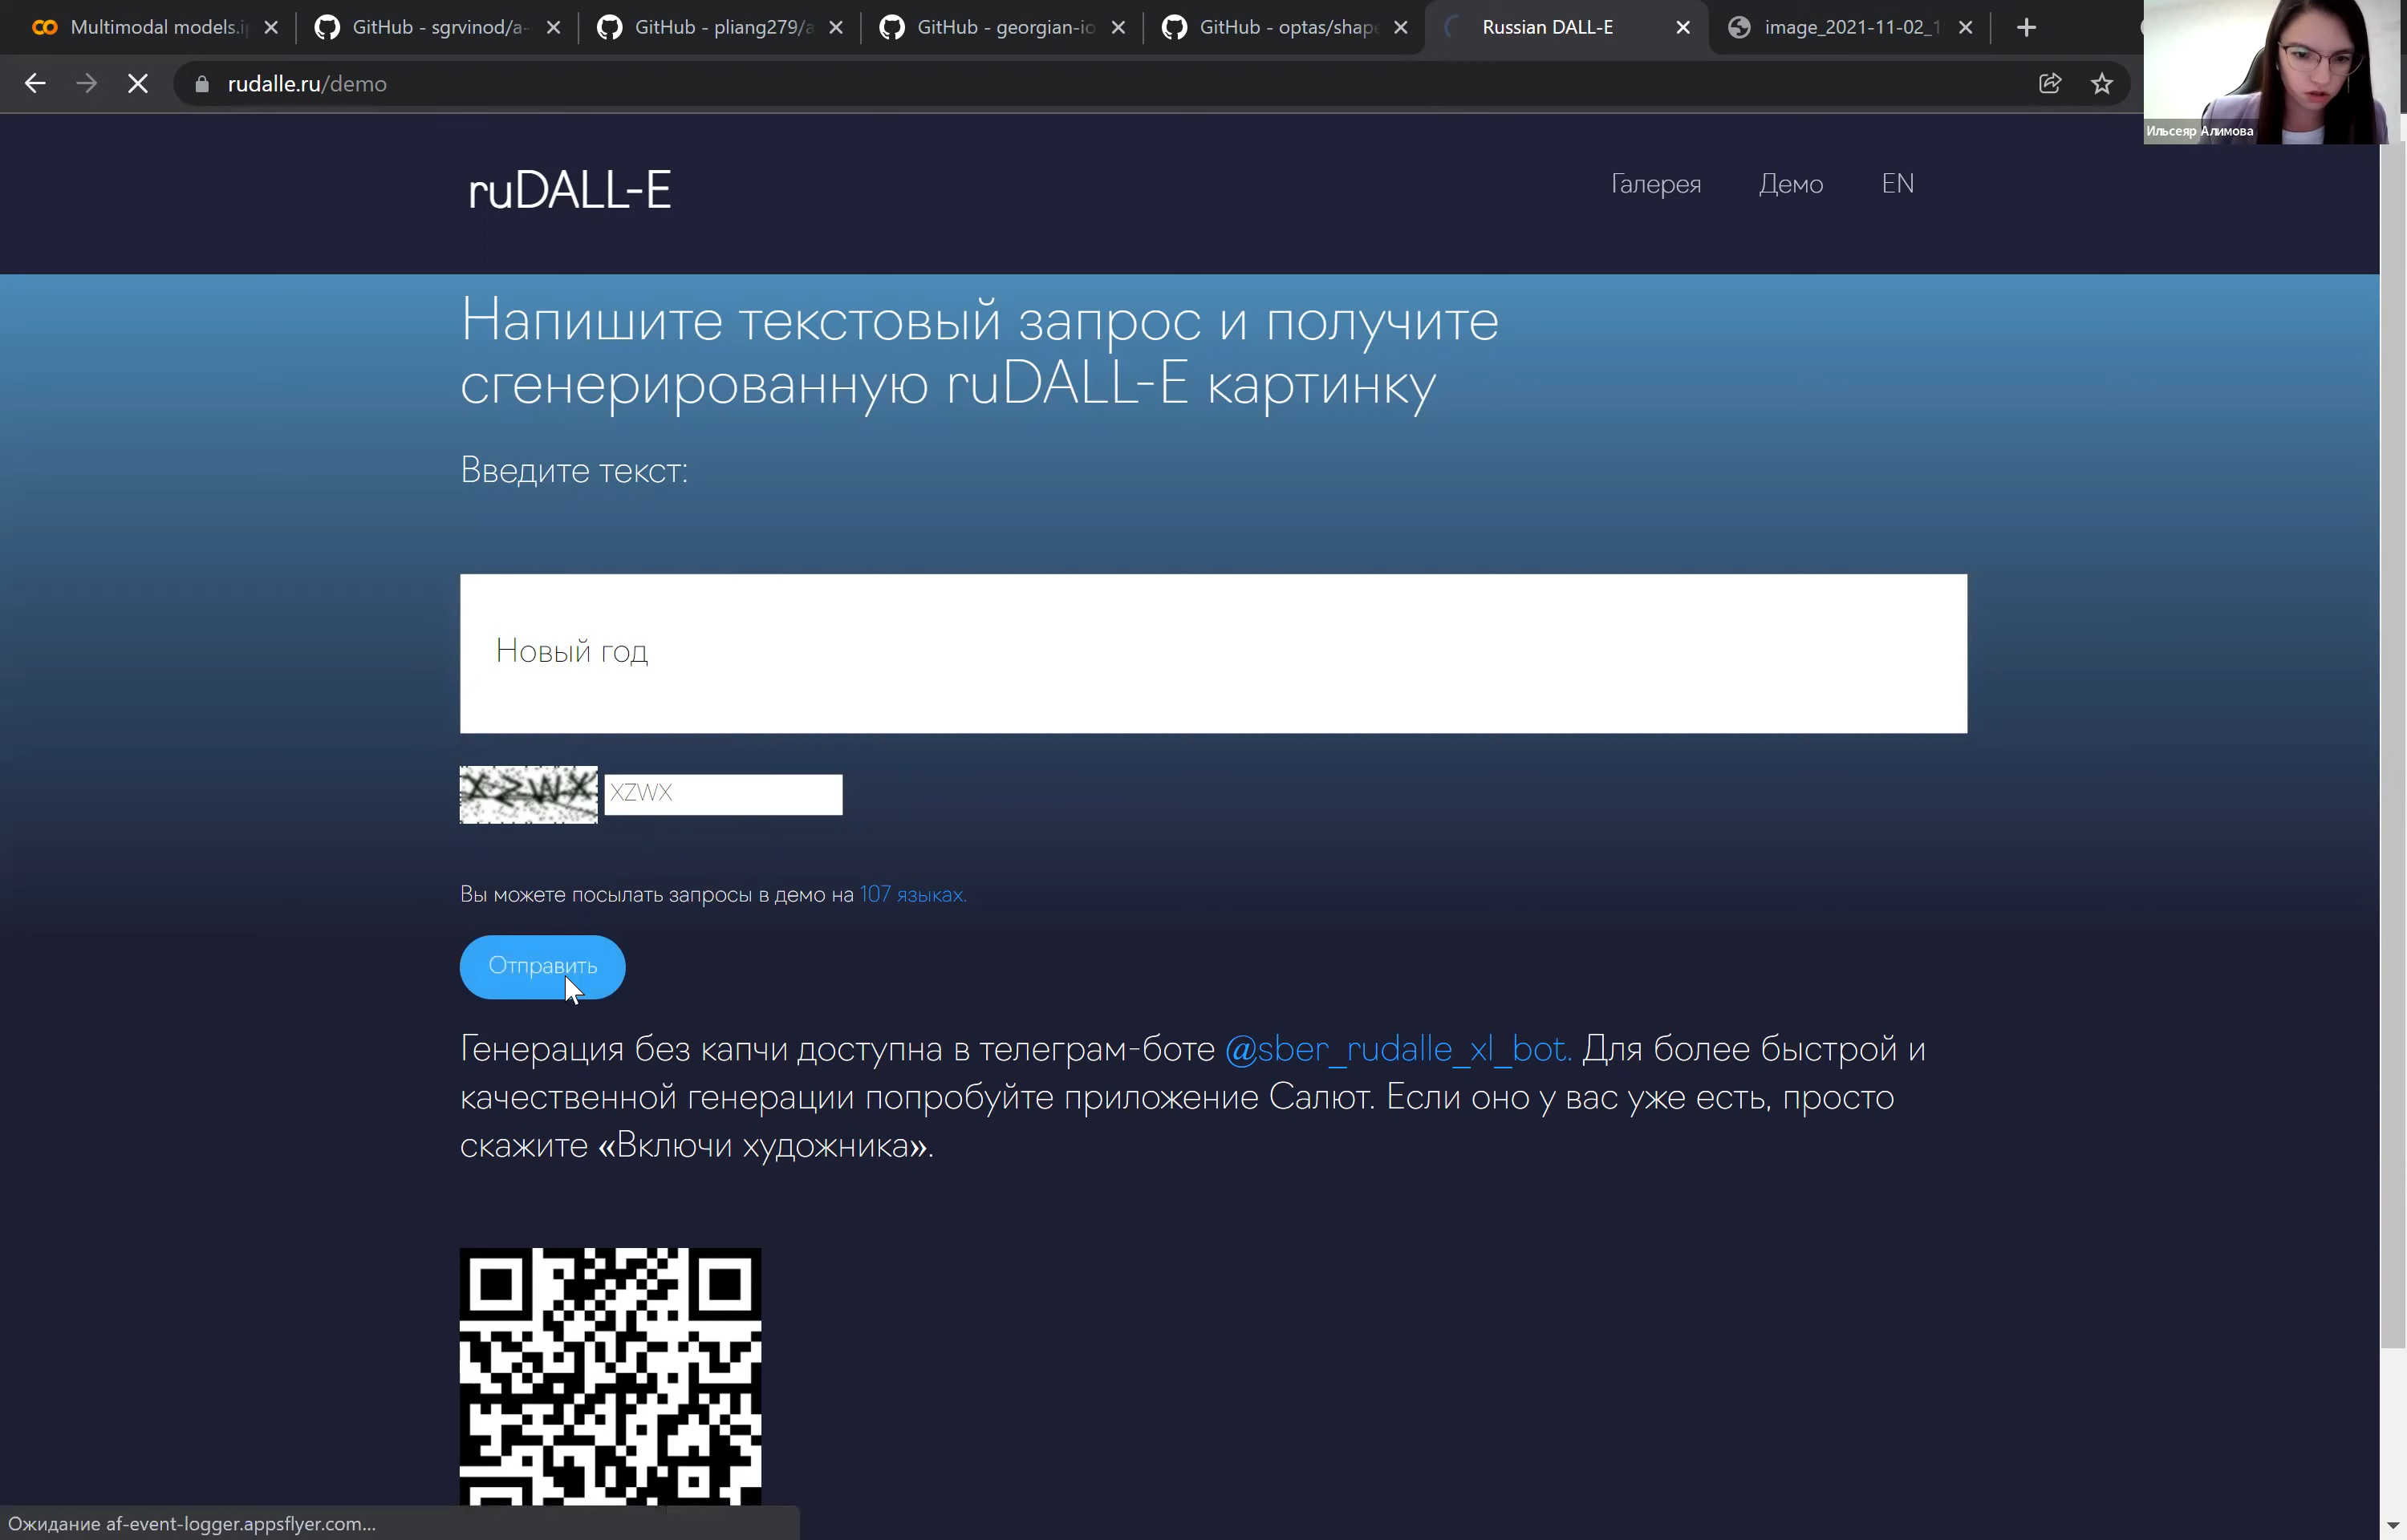 Multimodal models.i
GitHub - sgrvinod/a-
GitHub - pliang279/a
GitHub - georgian-io
GitHub - optas/shape
Russian DALL-E
image_2021-11-02_1
rudalle.ru/demo
Ильсеяр Алимова
ruDALL-E
Галерея
Демо
EN
Напишите текстовый запрос и получите
сгенерированную ruDALL-E картинку
Введите текст:
Новый год
XZWX
XZWX
Вы можете посылать запросы в демо на 107 языках.
Отправить
Генерация без капчи доступна в телеграм-боте @sber_rudalle_xl_bot. Для более быстрой и
качественной генерации попробуйте приложение Салют. Если оно у вас уже есть, просто
скажите «Включи художника».
Ожидание af-event-logger.appsflyer.com...